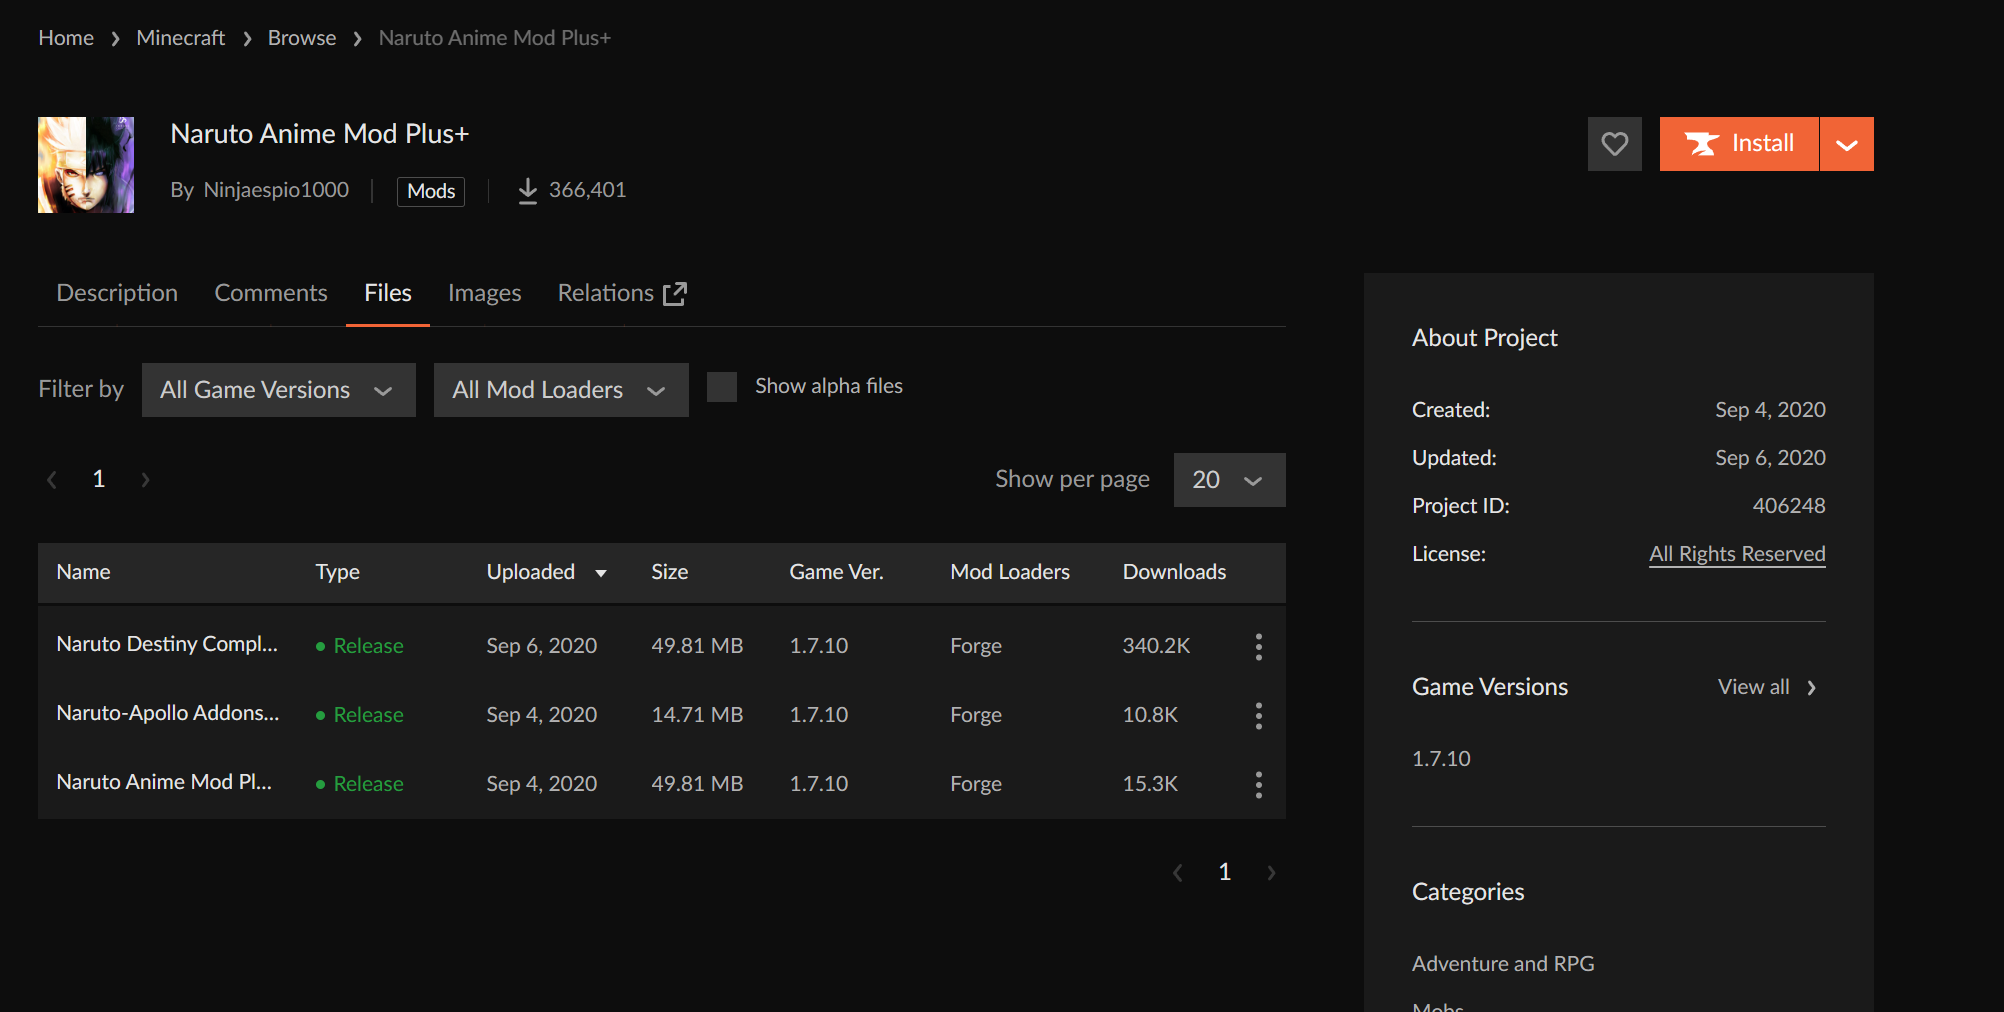 Home > Minecraft > Browse > Naruto Anime Mod Plus+
Naruto Anime Mod Plus+
By Ninjaespio1000 | Mods | 366,401
Install
Description Comments Files Images Relations
Filter by All Game Versions All Mod Loaders Show alpha files
1
Show per page 20
Name Type Uploaded Size Game Ver. Mod Loaders Downloads
Naruto Destiny Compl... Release Sep 6, 2020 49.81 MB 1.7.10 Forge 340.2K
Naruto-Apollo Addons... Release Sep 4, 2020 14.71 MB 1.7.10 Forge 10.8K
Naruto Anime Mod Pl... Release Sep 4, 2020 49.81 MB 1.7.10 Forge 15.3K
1
About Project
Created: Sep 4, 2020
Updated: Sep 6, 2020
Project ID: 406248
License: All Rights Reserved
Game Versions View all >
1.7.10
Categories
Adventure and RPG
Mobs